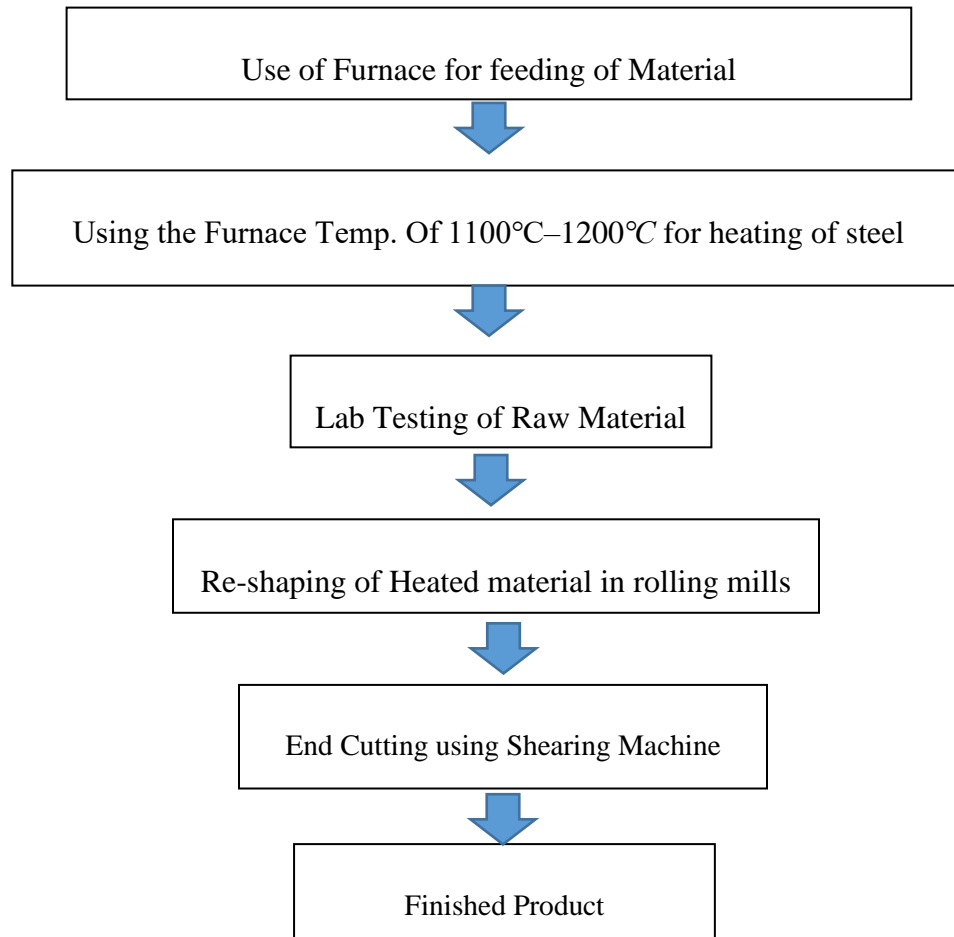 Use of Furnace for feeding of Material
Using the Furnace Temp. Of 1100°C–1200°C for heating of steel
Lab Testing of Raw Material
Re-shaping of Heated material in rolling mills
End Cutting using Shearing Machine
Finished Product